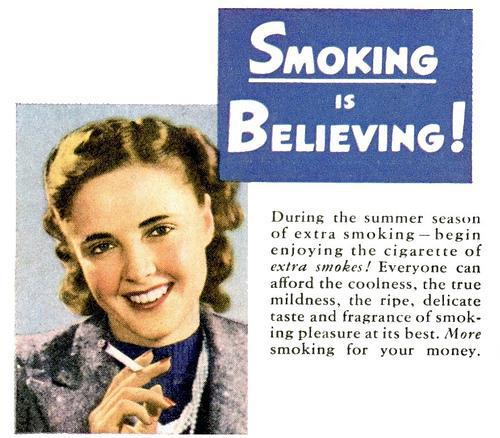 SMOKING
IS
BELIEVING!
During the summer season
of extra smoking — begin
enjoying the cigarette of
extra smokes! Everyone can
afford the coolness, the true
mildness, the ripe, delicate
taste and fragrance of smok-
ing pleasure at its best. More
smoking for your money.